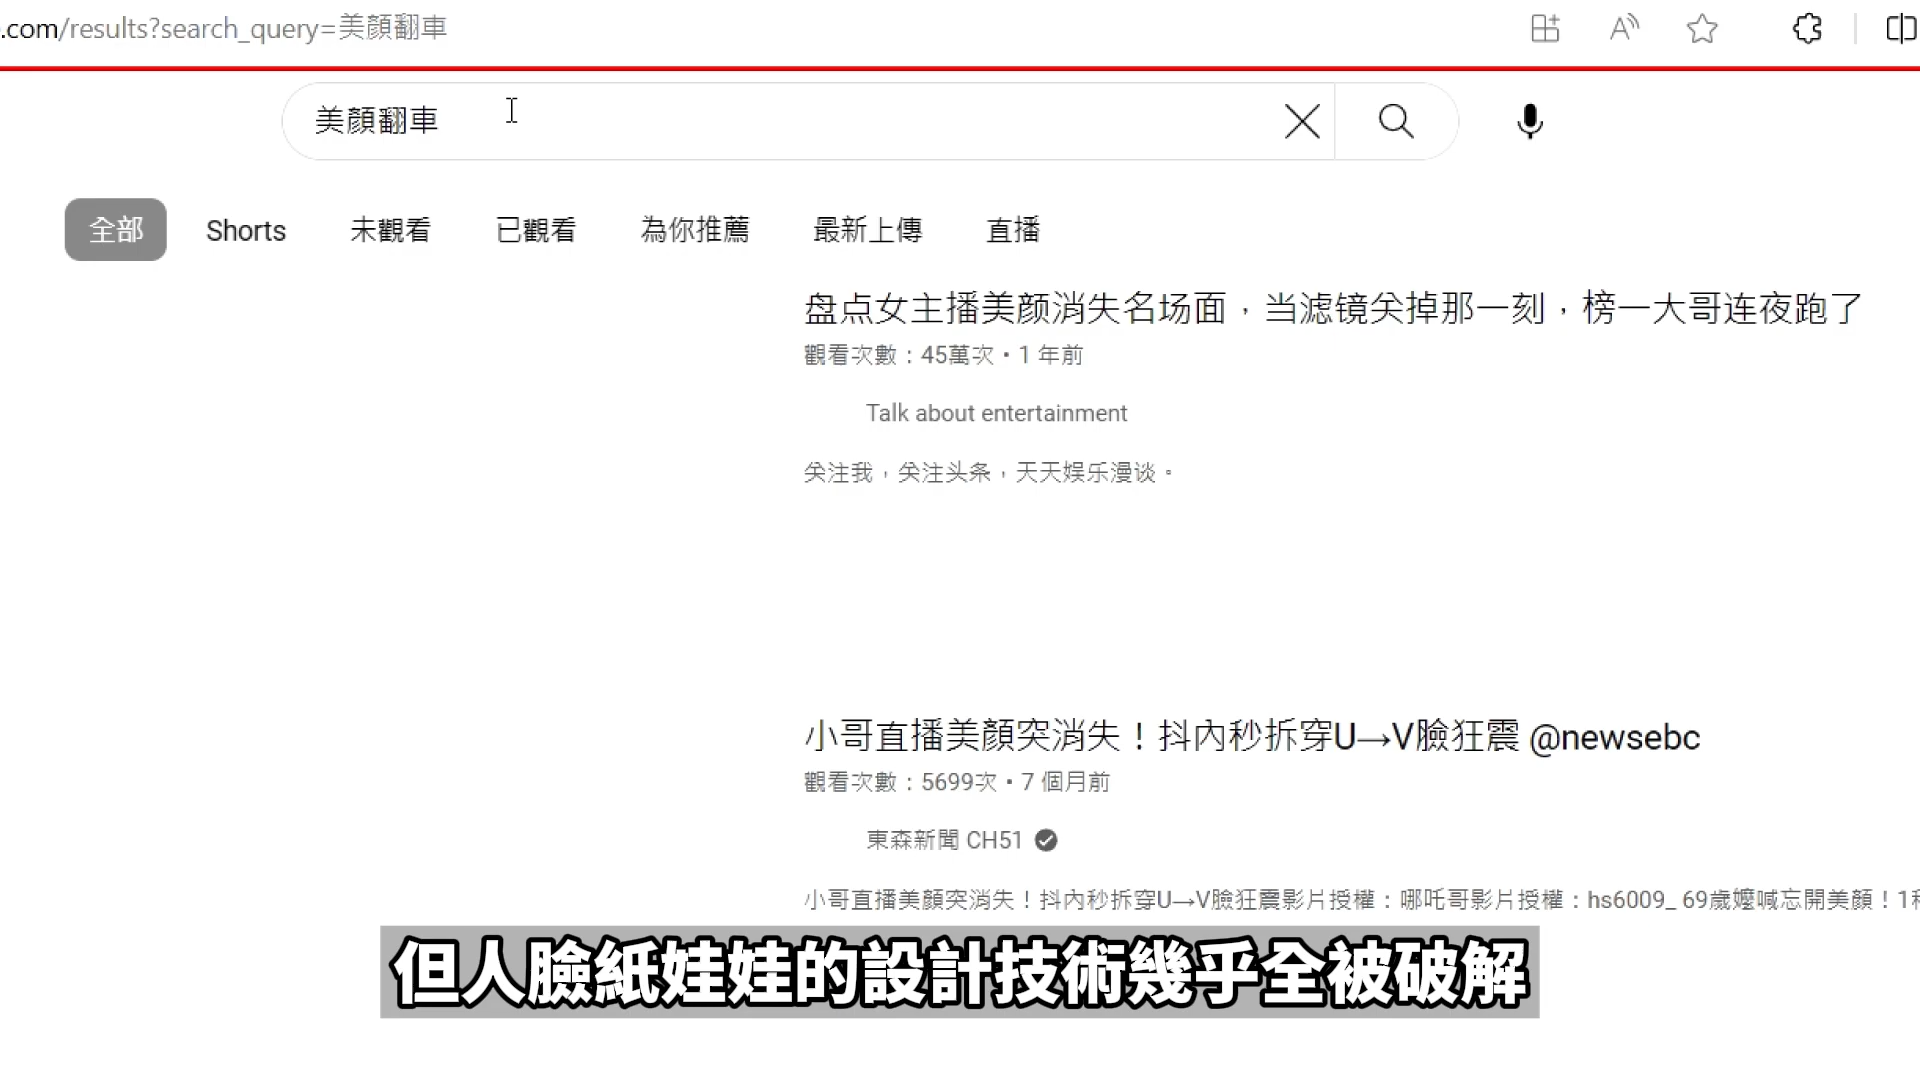 .com/results?search_query=美顏翻車
美顏翻車
全部 Shorts 未觀看 已觀看 為你推薦 最新上傳 直播
盘点女主播美颜消失名场面，当滤镜关掉那一刻，榜一大哥连夜跑了
觀看次數：45萬次・1 年前
Talk about entertainment
关注我，关注头条，天天娱乐漫谈。
小哥直播美顏突消失！抖內秒拆穿U→V臉狂震 @newsebc
觀看次數：5699次・7 個月前
東森新聞 CH51
小哥直播美顏突消失！抖內秒拆穿U→V臉狂震影片授權：哪吒哥影片授權：hs6009_ 69歲嬤喊忘開美顏！1
但人臉紙娃娃的設計技術幾乎全被破解